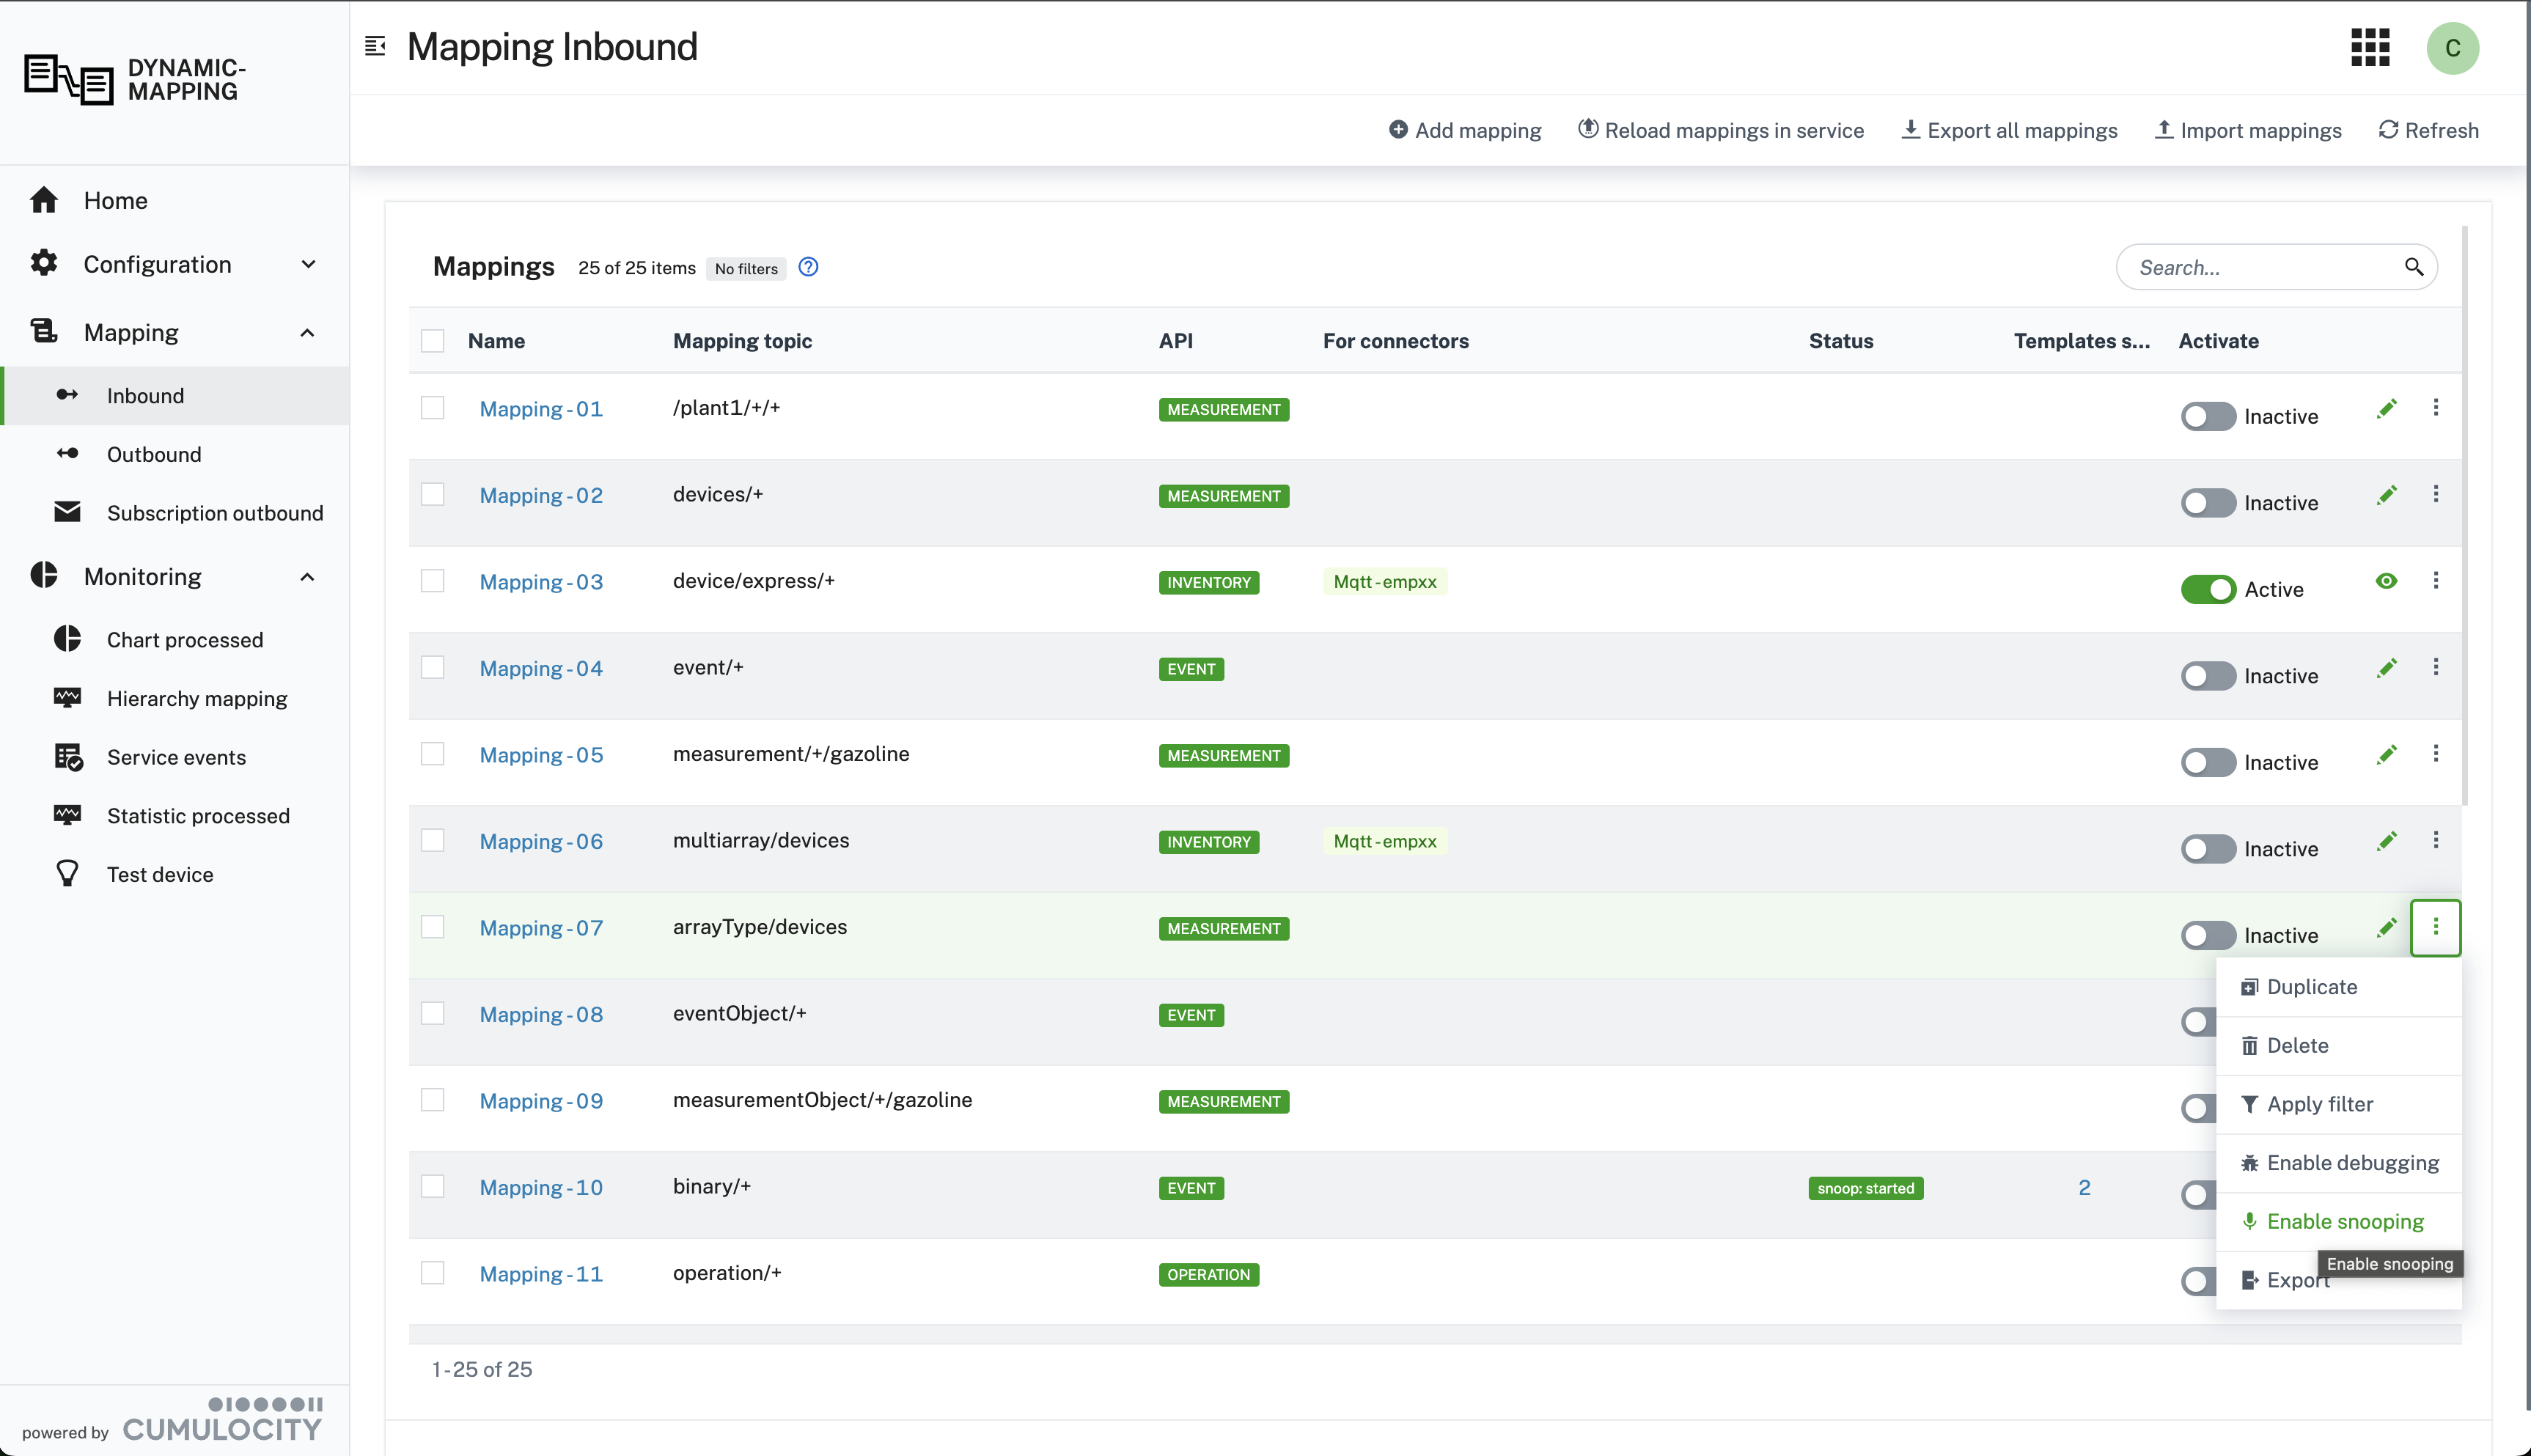 DYNAMIC-
MAPPING
Mapping Inbound
C
Add mapping
Reload mappings in service
Export all mappings
Import mappings
Refresh
Home
Configuration
Mapping
Inbound
Outbound
Subscription outbound
Monitoring
Chart processed
Hierarchy mapping
Service events
Statistic processed
Test device
powered by CUMULOCITY
Mappings 25 of 25 items No filters ?
Search...
Name Mapping topic API For connectors Status Templates s... Activate
Mapping-01 /plant1/+/+ MEASUREMENT Inactive
Mapping-02 devices/+ MEASUREMENT Inactive
Mapping-03 device/express/+ INVENTORY Mqtt-empxx Active
Mapping-04 event/+ EVENT Inactive
Mapping-05 measurement/+/gazoline MEASUREMENT Inactive
Mapping-06 multiarray/devices INVENTORY Mqtt-empxx Inactive
Mapping-07 arrayType/devices MEASUREMENT Inactive
Mapping-08 eventObject/+ EVENT
Mapping-09 measurementObject/+/gazoline MEASUREMENT
Mapping-10 binary/+ EVENT snoop: started 2
Mapping-11 operation/+ OPERATION
Duplicate
Delete
Apply filter
Enable debugging
Enable snooping
Enable snooping
Export
1-25 of 25